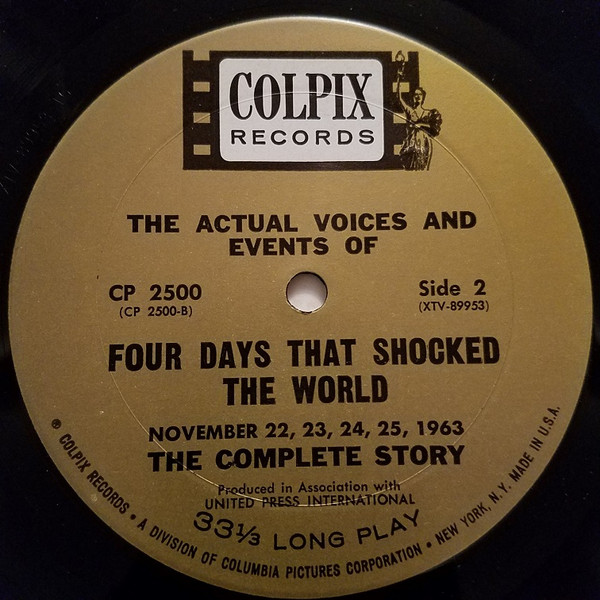 COLPIX
RECORDS
THE ACTUAL VOICES AND
EVENTS OF
CP 2500
(CP 2500-B)
Side 2
(XTV-89953)
FOUR DAYS THAT SHOCKED
THE WORLD
NOVEMBER 22, 23, 24, 25, 1963
THE COMPLETE STORY
Produced in Association with
UNITED PRESS INTERNATIONAL
33⅓ LONG PLAY
® COLPIX RECORDS • A DIVISION OF COLUMBIA PICTURES CORPORATION • NEW YORK, N.Y. MADE IN U.S.A.